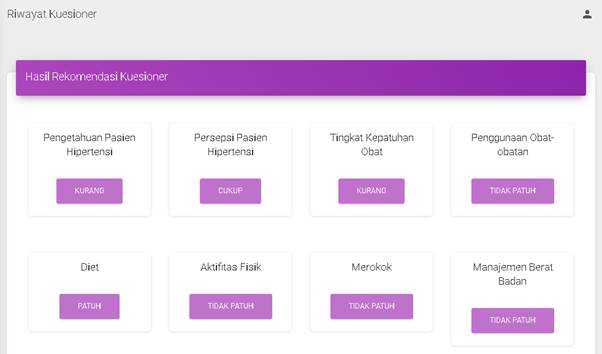 Riwayat Kuesioner
Hasil Rekomendasi Kuesioner
Pengetahuan Pasien
Hipertensi
KURANG
Persepsi Pasien
Hipertensi
CUKUP
Tingkat Kepatuhan
Obat
KURANG
Penggunaan Obat-
obatan
TIDAK PATUH
Diet
PATUH
Aktifitas Fisik
TIDAK PATUH
Merokok
TIDAK PATUH
Manajemen Berat
Badan
TIDAK PATUH